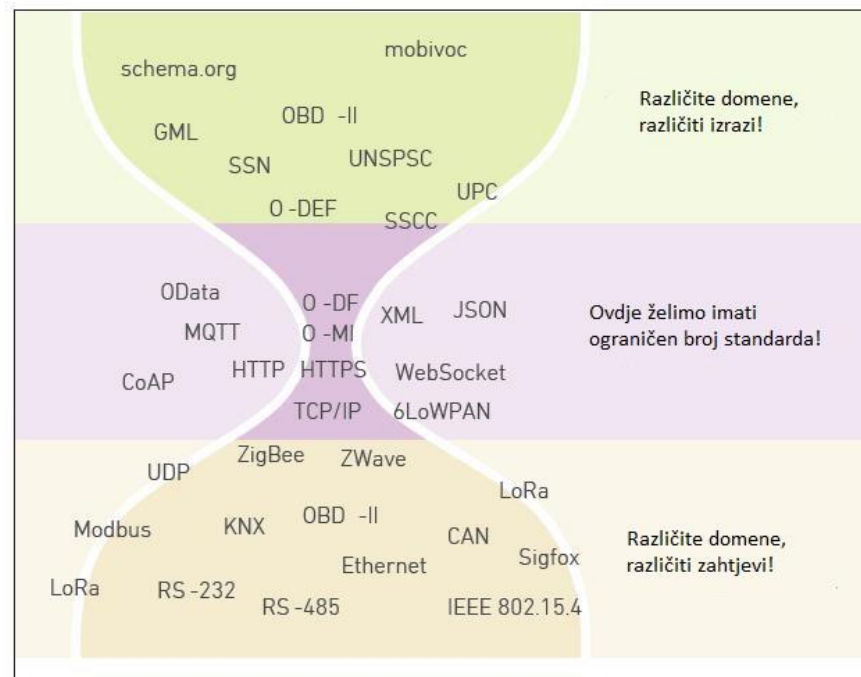 mobivoc
schema.org
OBD -II
GML
UNSPSC
SSN
UPC
O -DEF
SSCC
Različite domene,
različiti izrazi!
OData
O -DF
XML
JSON
MQTT
O -MI
HTTP
HTTPS
WebSocket
CoAP
TCP/IP
6LoWPAN
Ovdje želimo imati
ograničen broj standarda!
ZigBee
ZWave
UDP
LoRa
OBD -II
Modbus
KNX
CAN
Ethernet
Sigfox
LoRa
RS -232
RS -485
IEEE 802.15.4
Različite domene,
različiti zahtjevi!